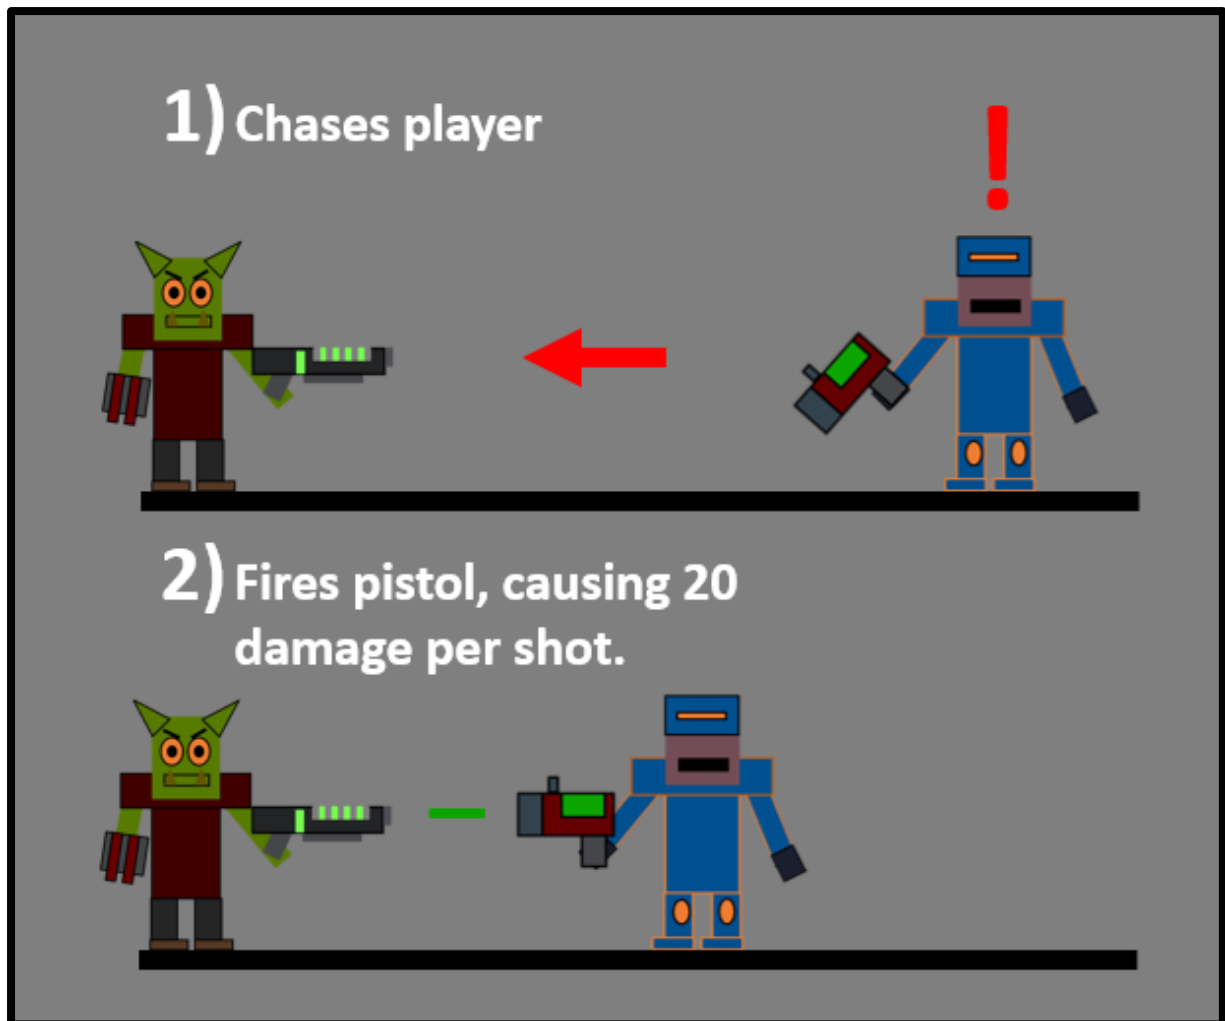 1) Chases player
!
2) Fires pistol, causing 20
damage per shot.